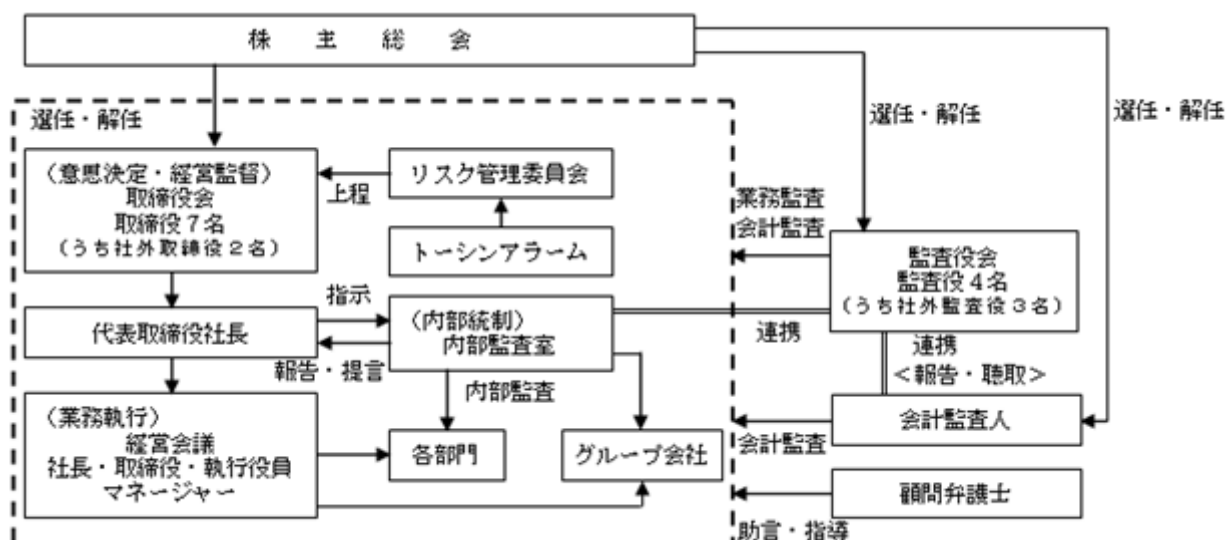 株主総会
選任・解任
選任・解任
選任・解任
（意思決定・経営監督）
取締役会
取締役７名
（うち社外取締役２名）
上程
リスク管理委員会
トーシンアラーム
業務監査
会計監査
監査役会
監査役４名
（うち社外監査役３名）
代表取締役社長
指示
報告・提言
（内部統制）
内部監査室
連携
連携
＜報告・聴取＞
内部監査
（業務執行）
経営会議
社長・取締役・執行役員
マネージャー
各部門
グループ会社
会計監査
会計監査人
顧問弁護士
助言・指導